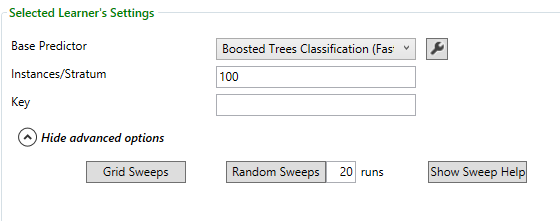 Selected Learner's Settings
Base Predictor Boosted Trees Classification (Fas
Instances/Stratum 100
Key
Hide advanced options
Grid Sweeps Random Sweeps 20 runs Show Sweep Help